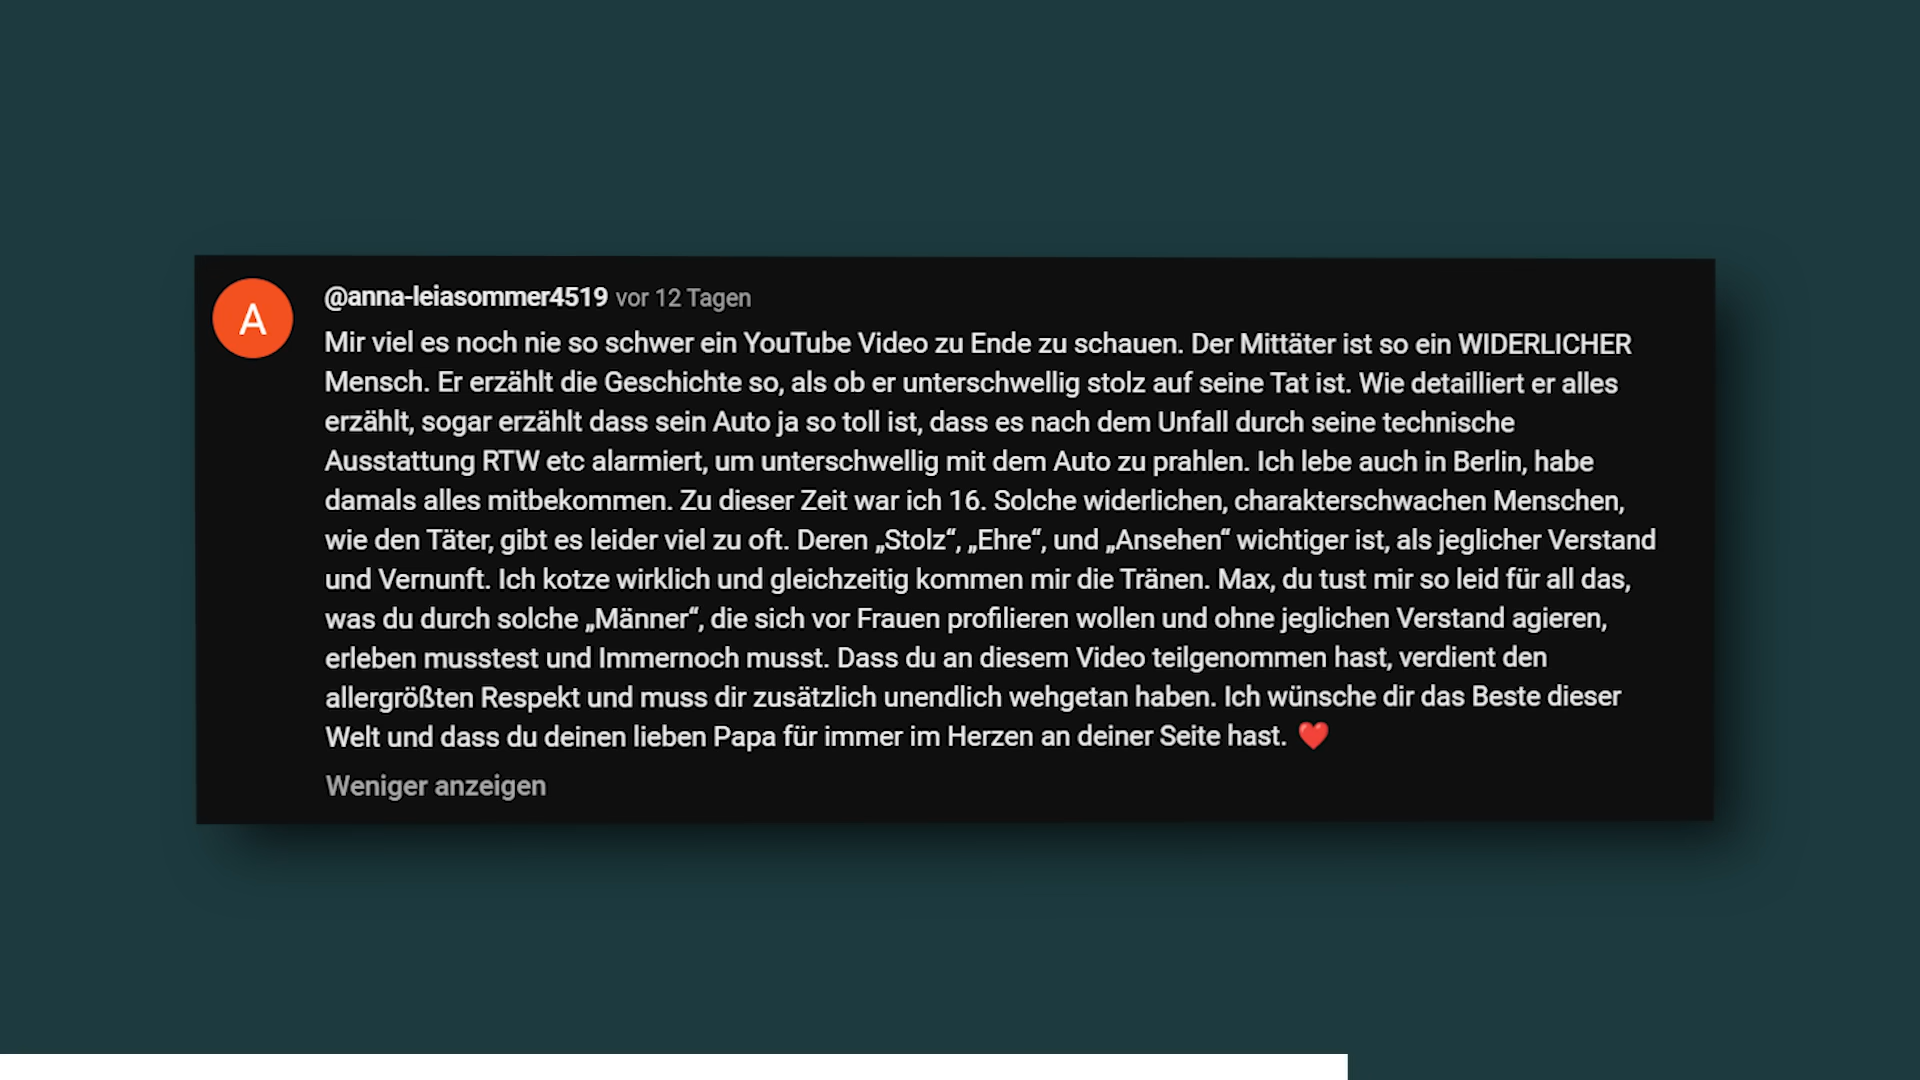 A
@anna-leiasommer4519 vor 12 Tagen
Mir viel es noch nie so schwer ein YouTube Video zu Ende zu schauen. Der Mittäter ist so ein WIDERLICHER
Mensch. Er erzählt die Geschichte so, als ob er unterschwellig stolz auf seine Tat ist. Wie detailliert er alles
erzählt, sogar erzählt dass sein Auto ja so toll ist, dass es nach dem Unfall durch seine technische
Ausstattung RTW etc alarmiert, um unterschwellig mit dem Auto zu prahlen. Ich lebe auch in Berlin, habe
damals alles mitbekommen. Zu dieser Zeit war ich 16. Solche widerlichen, charakterschwachen Menschen,
wie den Täter, gibt es leider viel zu oft. Deren „Stolz“, „Ehre“, und „Ansehen“ wichtiger ist, als jeglicher Verstand
und Vernunft. Ich kotze wirklich und gleichzeitig kommen mir die Tränen. Max, du tust mir so leid für all das,
was du durch solche „Männer“, die sich vor Frauen profilieren wollen und ohne jeglichen Verstand agieren,
erleben musstest und Immernoch musst. Dass du an diesem Video teilgenommen hast, verdient den
allergrößten Respekt und muss dir zusätzlich unendlich wehgetan haben. Ich wünsche dir das Beste dieser
Welt und dass du deinen lieben Papa für immer im Herzen an deiner Seite hast. ❤️
Weniger anzeigen